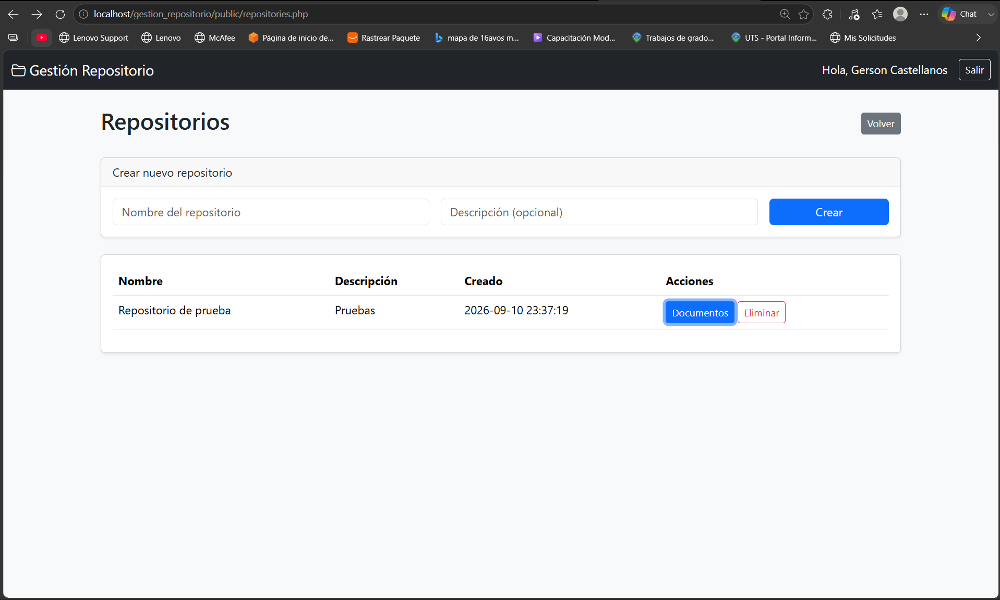 localhost/gestion_repositorio/public/repositories.php
Chat
Lenovo Support
Lenovo
McAfee
Página de inicio de...
Rastrear Paquete
mapa de 16avos m...
Capacitación Mod...
Trabajos de grado...
UTS - Portal Inform...
Mis Solicitudes
Gestión Repositorio
Hola, Gerson Castellanos
Salir
Repositorios
Volver
Crear nuevo repositorio
Nombre del repositorio
Descripción (opcional)
Crear
Nombre Descripción Creado Acciones
Repositorio de prueba Pruebas 2026-09-10 23:37:19 Documentos Eliminar